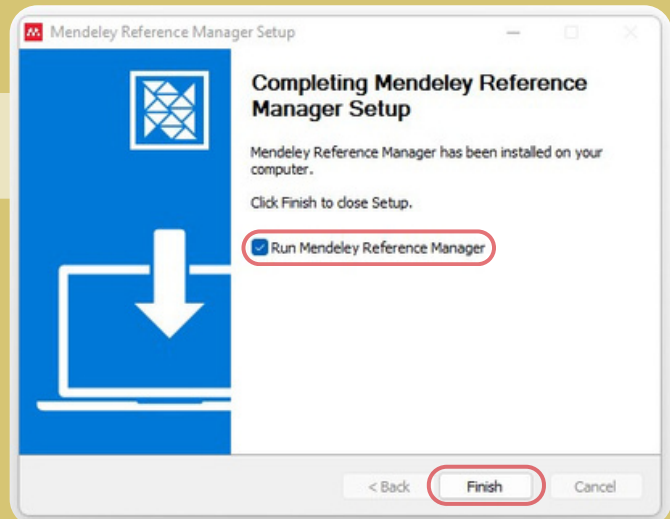 Mendeley Reference Manager Setup
Completing Mendeley Reference
Manager Setup
Mendeley Reference Manager has been installed on your
computer.
Click Finish to close Setup.
Run Mendeley Reference Manager
< Back Finish Cancel